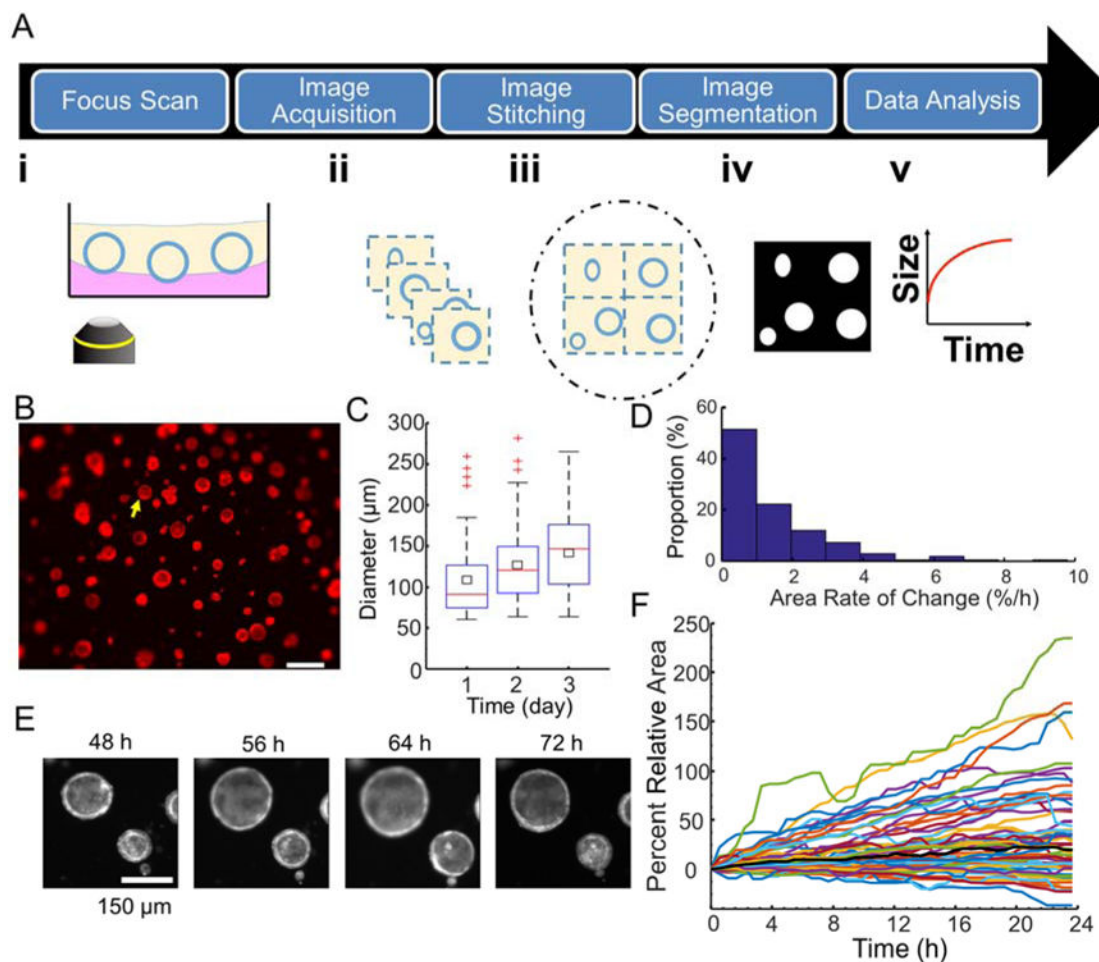 A
Focus Scan
Image
Acquisition
Image
Stitching
Image
Segmentation
Data Analysis
i
ii
iii
iv
v
Size
Time
B
C
300
250
200
150
100
50
0
Diameter (µm)
1 2 3
Time (day)
D
60
40
20
0
Proportion (%)
0 2 4 6 8 10
Area Rate of Change (%/h)
E
48 h
56 h
64 h
72 h
150 µm
F
250
200
150
100
50
0
Percent Relative Area
0 4 8 12 16 20 24
Time (h)